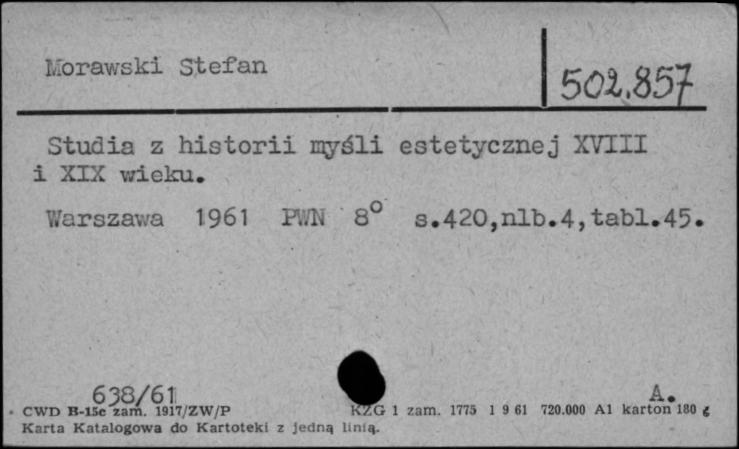 Morawski Stefan
502.857
Studia z historii myśli estetycznej XVIII
i XIX wieku.
Warszawa 1961 PWN 8° s.420,nlb.4,tabl.45.
638/61
A.
CWD B-15c zam. 1917/ZW/P KZG 1 zam. 1775 1 9 61 720.000 A1 karton 180 g
Karta Katalogowa do Kartoteki z jedną linią.